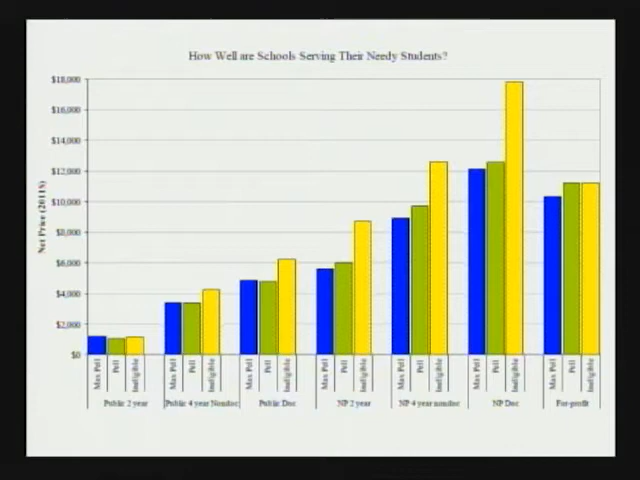 How Well are Schools Serving Their Needy Students?
$18,000
$16,000
$14,000
$12,000
$10,000
$8,000
$6,000
$4,000
$2,000
$0
Net Price (2011$)
Max Pell Pell Ineligible Max Pell Pell Ineligible Max Pell Pell Ineligible Max Pell Pell Ineligible Max Pell Pell Ineligible Max Pell Pell Ineligible Max Pell Pell Ineligible
Public 2 year Public 4 year Nondoc Public Doc NP 2 year NP 4 year nondoc NP Doc For-profit